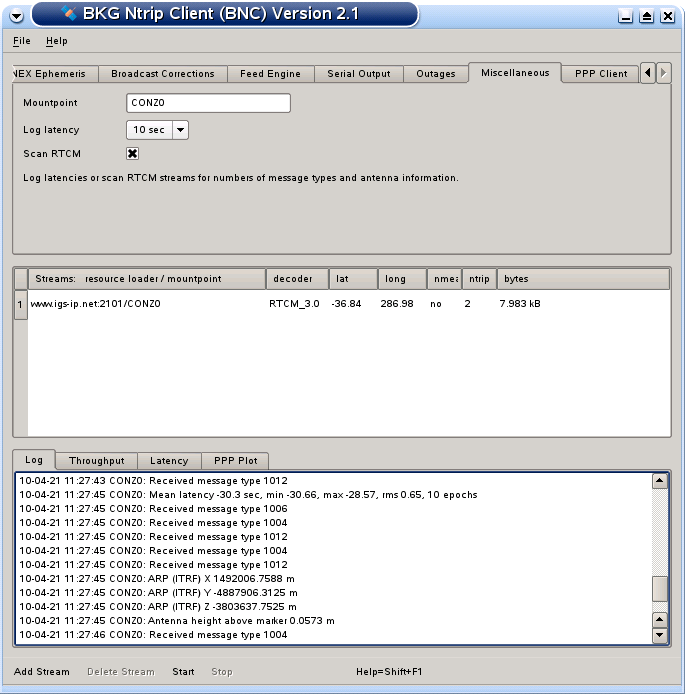 BKG Ntrip Client (BNC) Version 2.1
File Help
NEX Ephemeris Broadcast Corrections Feed Engine Serial Output Outages Miscellaneous PPP Client
Mountpoint CONZ0
Log latency 10 sec
Scan RTCM
Log latencies or scan RTCM streams for numbers of message types and antenna information.
Streams: resource loader / mountpoint decoder lat long nmea ntrip bytes
1 www.igs-ip.net:2101/CONZ0 RTCM_3.0 -36.84 286.98 no 2 7.983 kB
Log Throughput Latency PPP Plot
10-04-21 11:27:43 CONZ0: Received message type 1012
10-04-21 11:27:45 CONZ0: Mean latency -30.3 sec, min -30.66, max -28.57, rms 0.65, 10 epochs
10-04-21 11:27:45 CONZ0: Received message type 1006
10-04-21 11:27:45 CONZ0: Received message type 1004
10-04-21 11:27:45 CONZ0: Received message type 1012
10-04-21 11:27:45 CONZ0: Received message type 1004
10-04-21 11:27:45 CONZ0: Received message type 1012
10-04-21 11:27:45 CONZ0: ARP (ITRF) X 1492006.7588 m
10-04-21 11:27:45 CONZ0: ARP (ITRF) Y -4887906.3125 m
10-04-21 11:27:45 CONZ0: ARP (ITRF) Z -3803637.7525 m
10-04-21 11:27:45 CONZ0: Antenna height above marker 0.0573 m
10-04-21 11:27:46 CONZ0: Received message type 1004
Add Stream Delete Stream Start Stop Help=Shift+F1